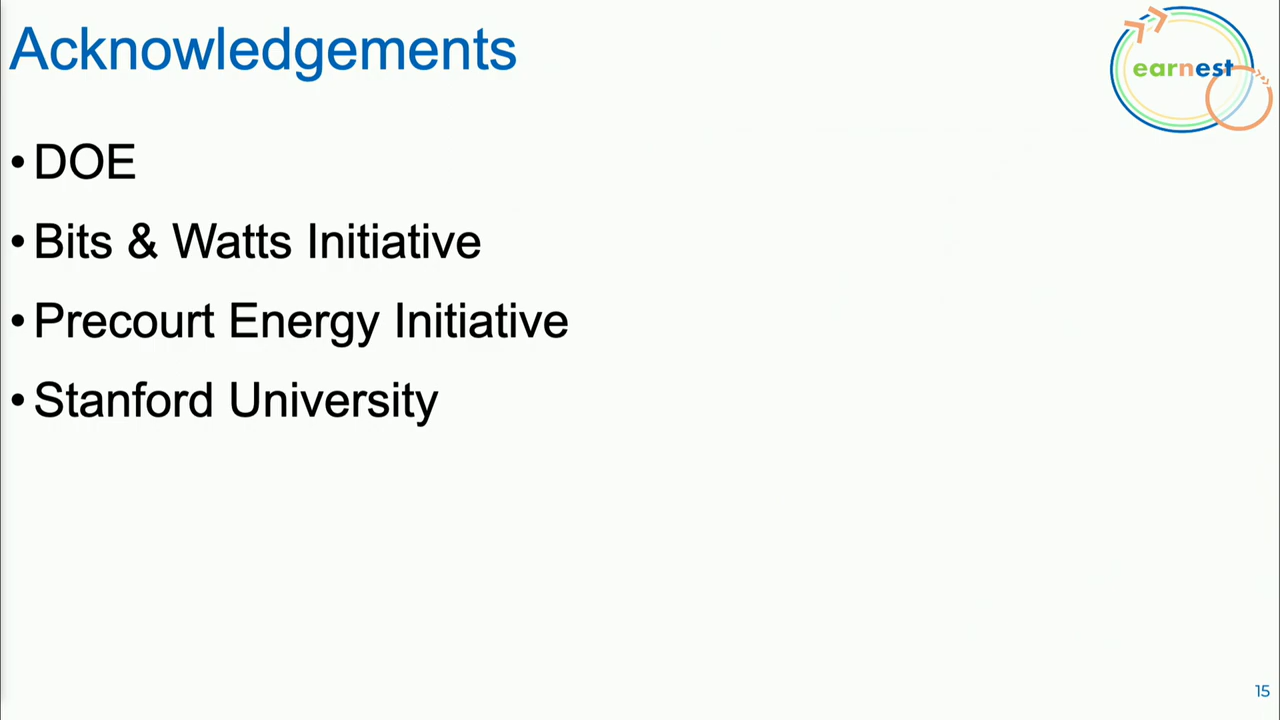 Acknowledgements
earnest
• DOE
• Bits & Watts Initiative
• Precourt Energy Initiative
• Stanford University
15